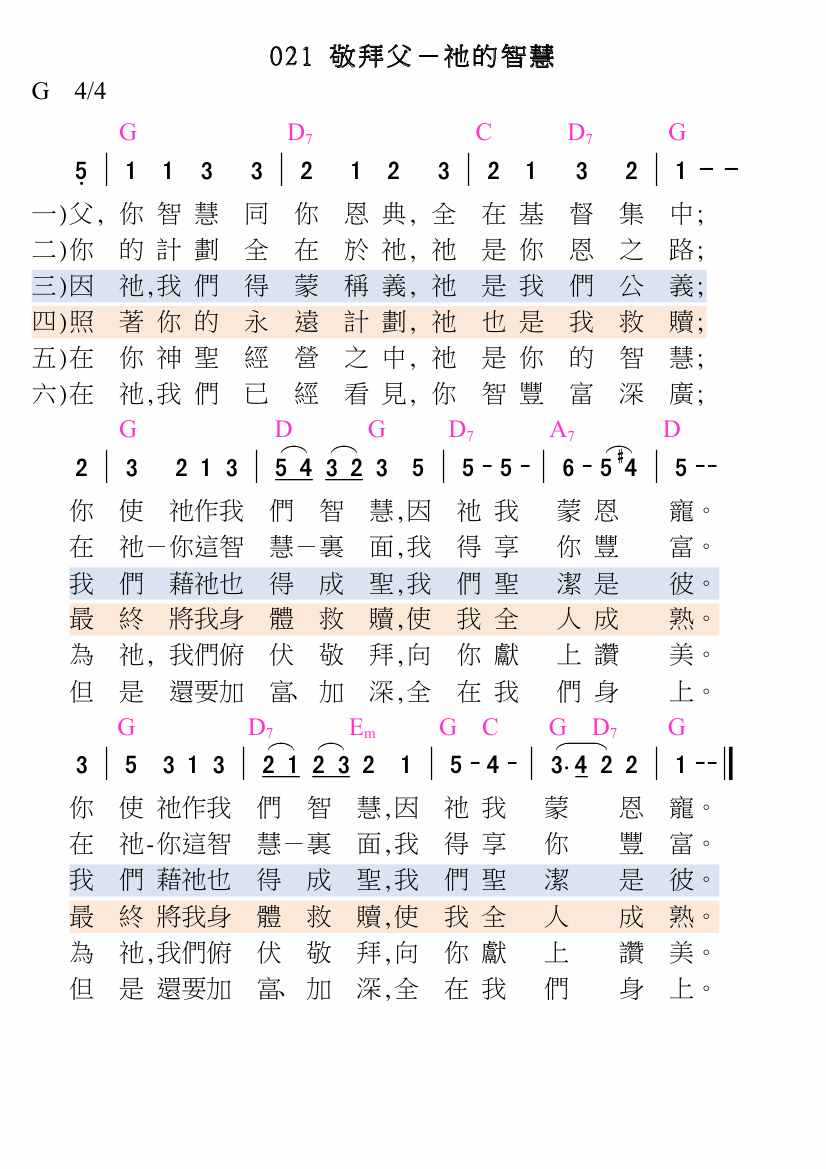 021 敬拜父－祂的智慧
G 4/4
G D7 C D7 G
5̣ | 1 1 3 3 | 2 1 2 3 | 2 1 3 2 | 1 - -
一)父, 你智慧同你恩典, 全在基督集中;
二)你的計劃全在於祂, 祂是你恩之路;
三)因祂,我們得蒙稱義, 祂是我們公義;
四)照著你的永遠計劃, 祂也是我救贖;
五)在你神聖經營之中, 祂是你的智慧;
六)在祂,我們已經看見, 你智豐富深廣;
G D G D7 A7 D
2 | 3 2 1 3 | 5 4 3 2 3 5 | 5 - 5 - | 6 - 5 #4 | 5 - -
你使祂作我們智慧,因祂我蒙恩寵。
在祂－你這智慧－裏面,我得享你豐富。
我們藉祂也得成聖,我們聖潔是彼。
最終將我身體救贖,使我全人成熟。
為祂, 我們俯伏敬拜,向你獻上讚美。
但是還要加富、加深,全在我們身上。
G D7 Em G C G D7 G
3 | 5 3 1 3 | 2 1 2 3 2 1 | 5 - 4 - | 3. 4 2 2 | 1 - - ‖
你使祂作我們智慧,因祂我蒙恩寵。
在祂-你這智慧－裏面,我得享你豐富。
我們藉祂也得成聖,我們聖潔是彼。
最終將我身體救贖,使我全人成熟。
為祂,我們俯伏敬拜,向你獻上讚美。
但是還要加富、加深,全在我們身上。